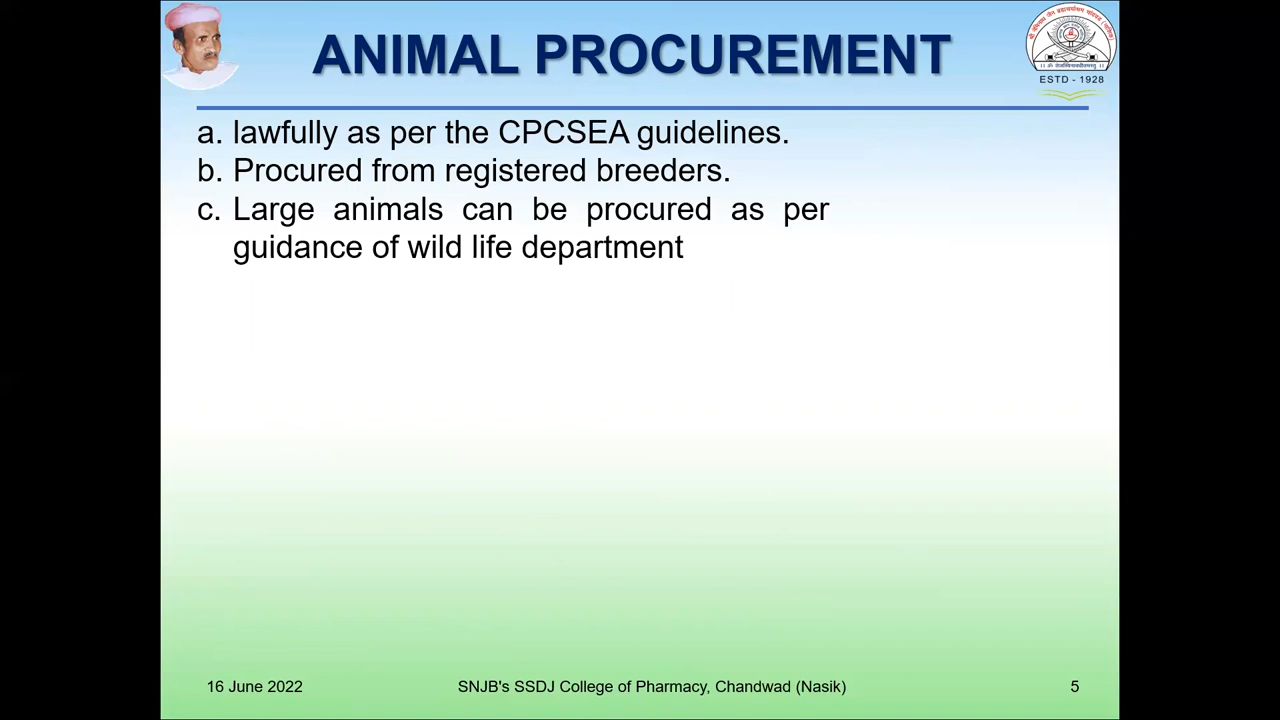 ANIMAL PROCUREMENT
ESTD - 1928
a. lawfully as per the CPCSEA guidelines.
b. Procured from registered breeders.
c. Large animals can be procured as per
guidance of wild life department
16 June 2022
SNJB's SSDJ College of Pharmacy, Chandwad (Nasik)
5